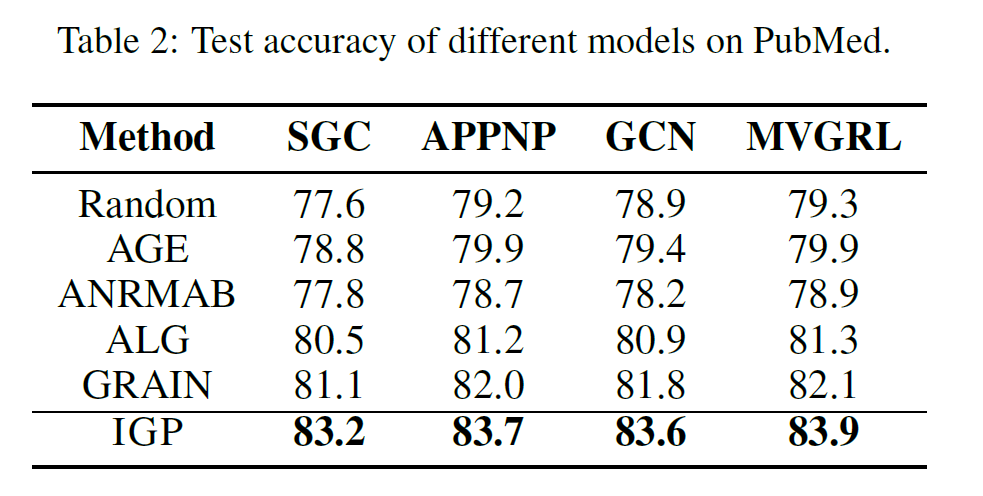 Table 2: Test accuracy of different models on PubMed.
Method SGC APPNP GCN MVGRL
Random 77.6 79.2 78.9 79.3
AGE 78.8 79.9 79.4 79.9
ANRMAB 77.8 78.7 78.2 78.9
ALG 80.5 81.2 80.9 81.3
GRAIN 81.1 82.0 81.8 82.1
IGP 83.2 83.7 83.6 83.9